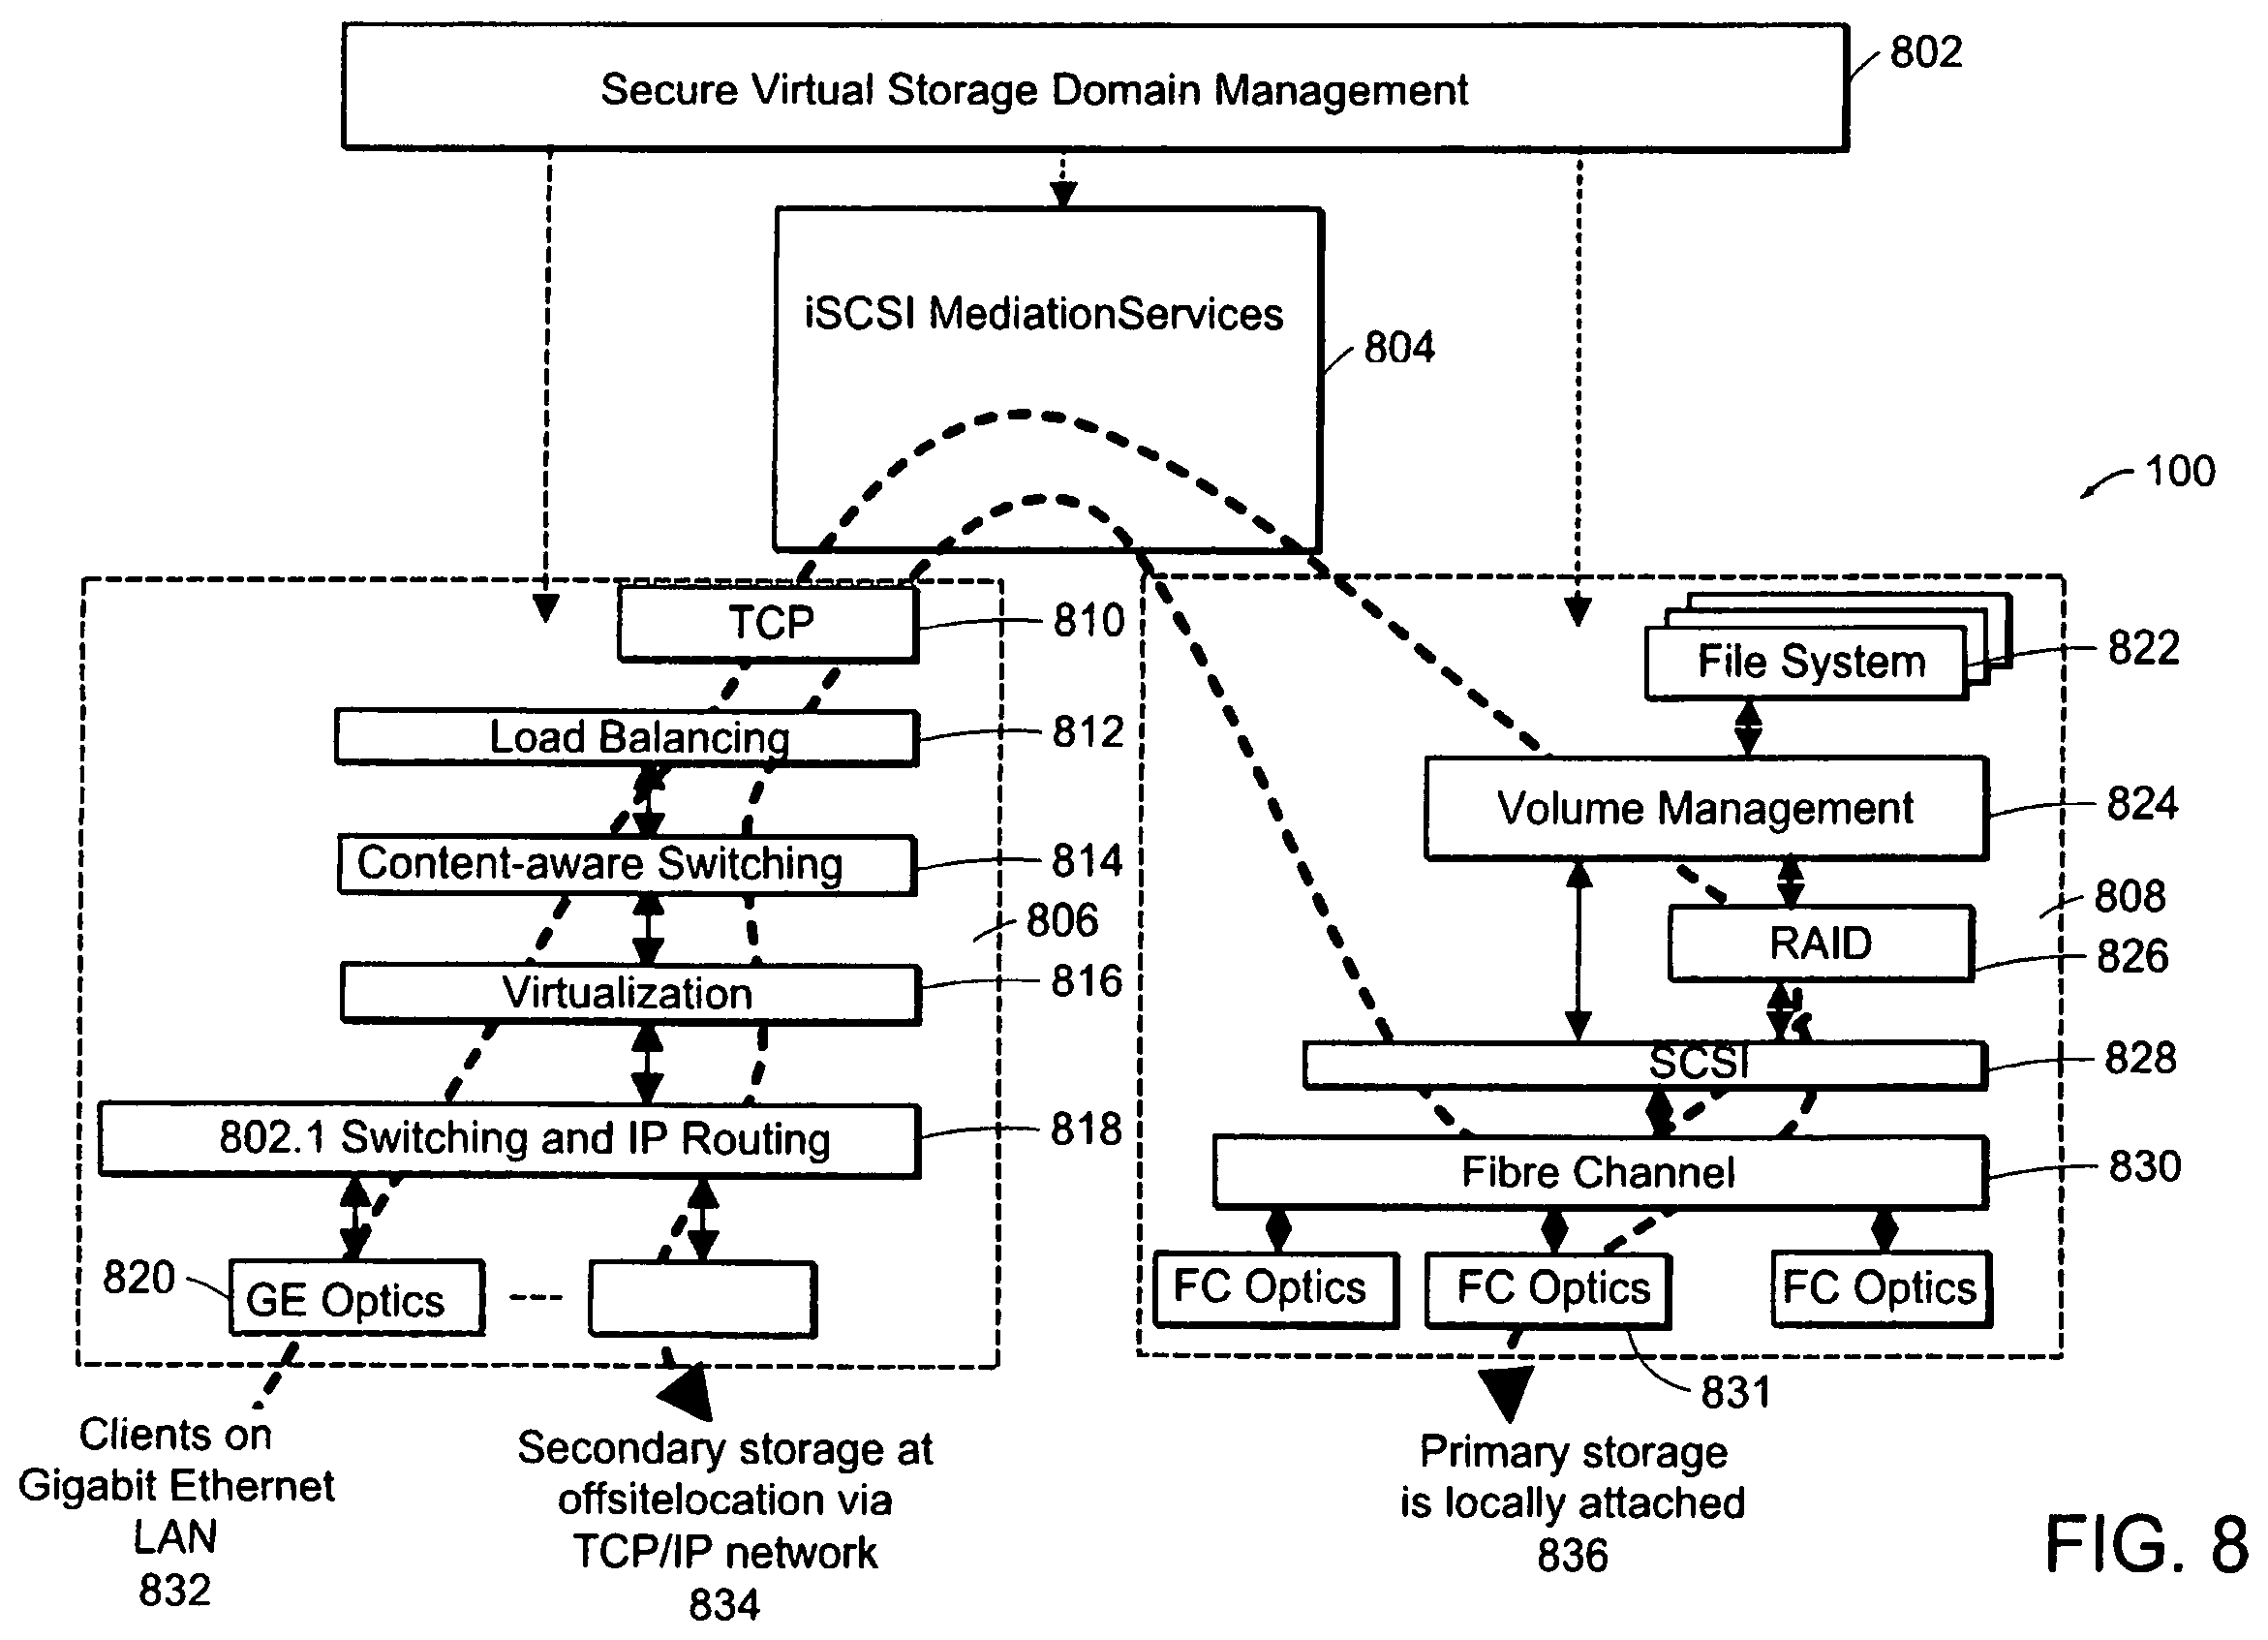 802
Secure Virtual Storage Domain Management
iSCSI MediationServices
804
100
TCP
810
Load Balancing
812
Content-aware Switching
814
806
Virtualization
816
802.1 Switching and IP Routing
818
820
GE Optics
File System
822
Volume Management
824
808
RAID
826
SCSI
828
Fibre Channel
830
FC Optics
FC Optics
FC Optics
831
Clients on
Gigabit Ethernet
LAN
832
Secondary storage at
offsitelocation via
TCP/IP network
834
Primary storage
is locally attached
836
FIG. 8